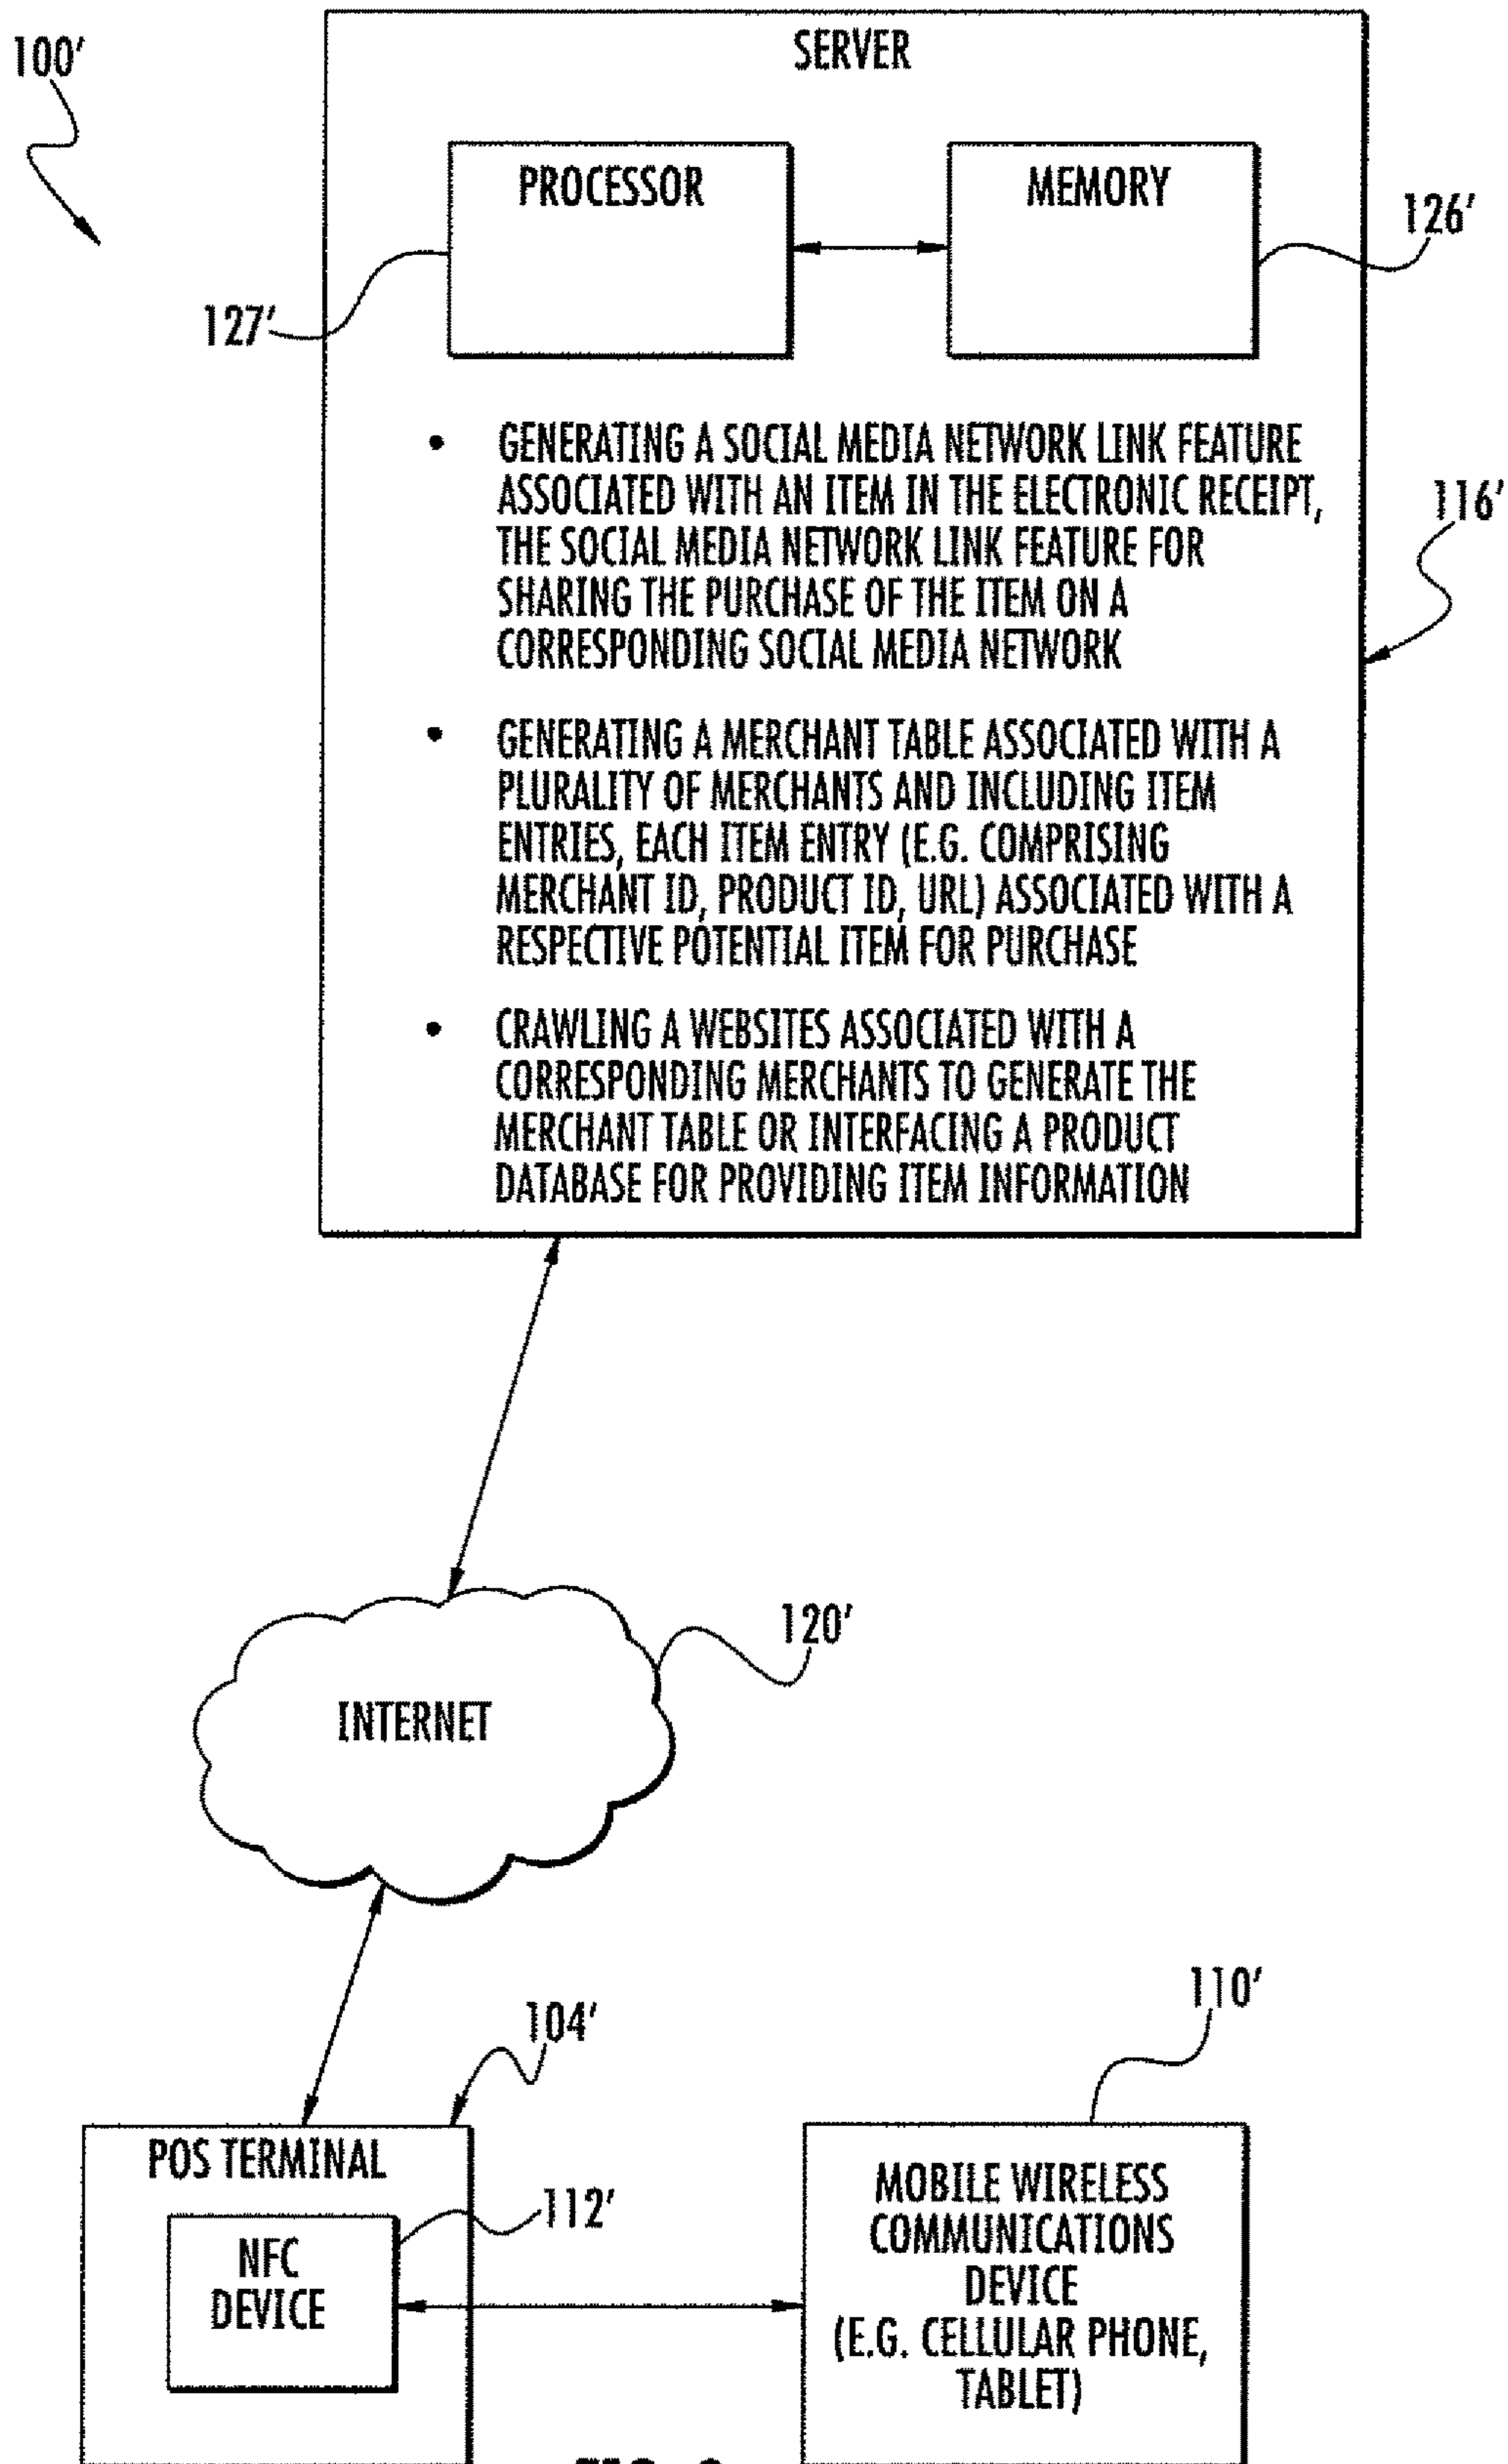 100'
SERVER
PROCESSOR
MEMORY
126'
127'
• GENERATING A SOCIAL MEDIA NETWORK LINK FEATURE
ASSOCIATED WITH AN ITEM IN THE ELECTRONIC RECEIPT,
THE SOCIAL MEDIA NETWORK LINK FEATURE FOR
SHARING THE PURCHASE OF THE ITEM ON A
CORRESPONDING SOCIAL MEDIA NETWORK
116'
• GENERATING A MERCHANT TABLE ASSOCIATED WITH A
PLURALITY OF MERCHANTS AND INCLUDING ITEM
ENTRIES, EACH ITEM ENTRY (E.G. COMPRISING
MERCHANT ID, PRODUCT ID, URL) ASSOCIATED WITH A
RESPECTIVE POTENTIAL ITEM FOR PURCHASE
• CRAWLING A WEBSITES ASSOCIATED WITH A
CORRESPONDING MERCHANTS TO GENERATE THE
MERCHANT TABLE OR INTERFACING A PRODUCT
DATABASE FOR PROVIDING ITEM INFORMATION
120'
INTERNET
110'
104'
POS TERMINAL
112'
NFC
DEVICE
MOBILE WIRELESS
COMMUNICATIONS
DEVICE
(E.G. CELLULAR PHONE,
TABLET)